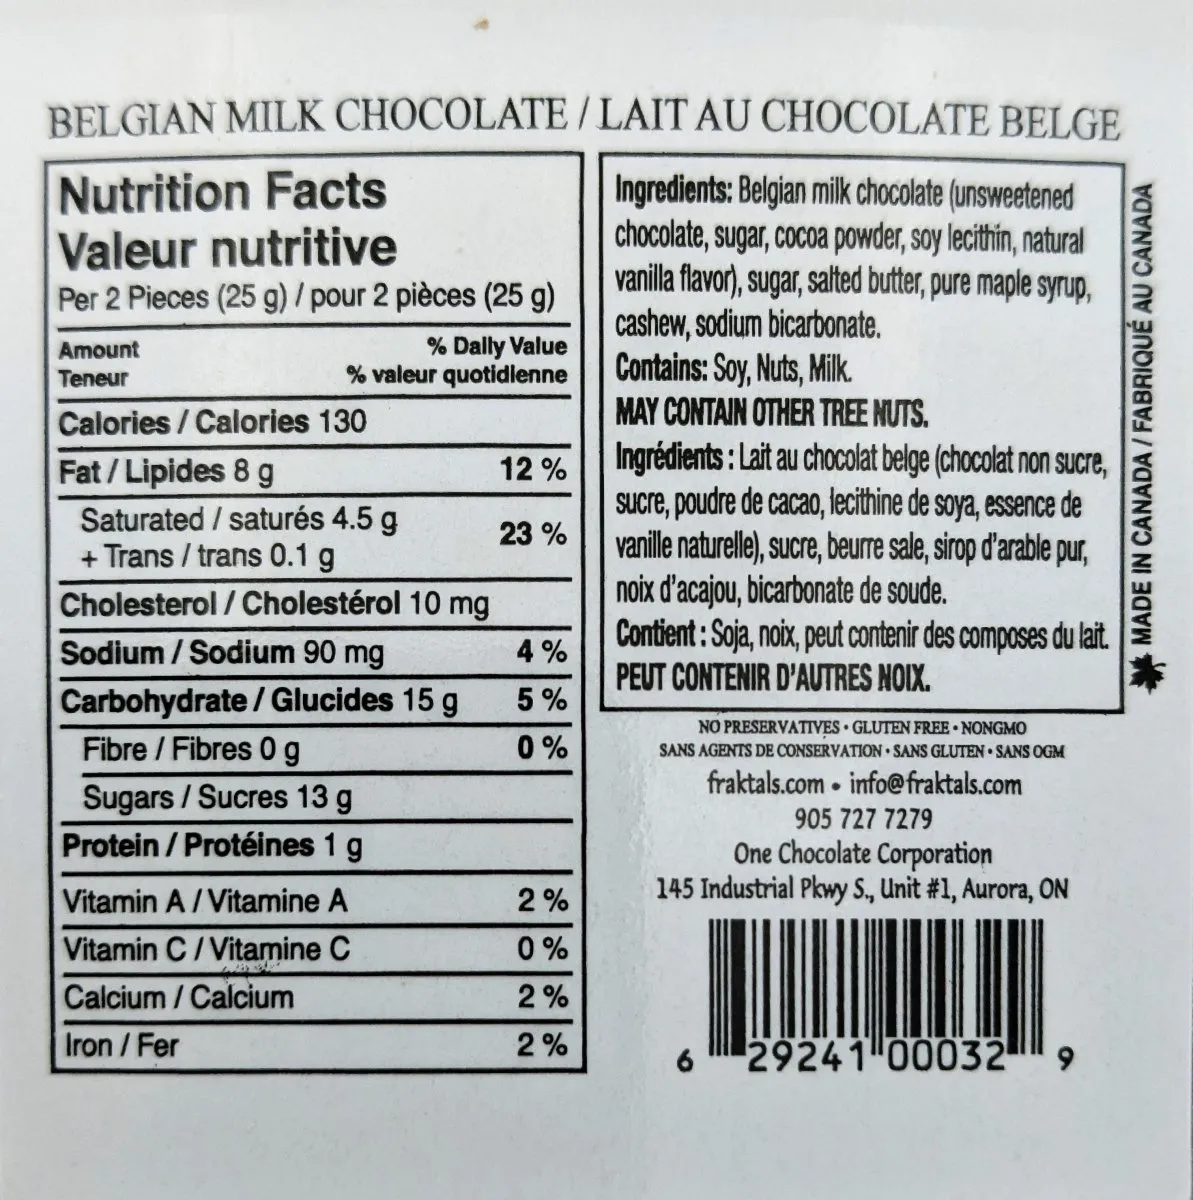 BELGIAN MILK CHOCOLATE / LAIT AU CHOCOLATE BELGE
Nutrition Facts
Valeur nutritive
Per 2 Pieces (25 g) / pour 2 pièces (25 g)
Amount % Daily Value
Teneur % valeur quotidienne
Calories / Calories 130
Fat / Lipides 8 g 12 %
Saturated / saturés 4.5 g
+ Trans / trans 0.1 g 23 %
Cholesterol / Cholestérol 10 mg
Sodium / Sodium 90 mg 4 %
Carbohydrate / Glucides 15 g 5 %
Fibre / Fibres 0 g 0 %
Sugars / Sucres 13 g
Protein / Protéines 1 g
Vitamin A / Vitamine A 2 %
Vitamin C / Vitamine C 0 %
Calcium / Calcium 2 %
Iron / Fer 2 %
Ingredients: Belgian milk chocolate (unsweetened
chocolate, sugar, cocoa powder, soy lecithin, natural
vanilla flavor), sugar, salted butter, pure maple syrup,
cashew, sodium bicarbonate.
Contains: Soy, Nuts, Milk.
MAY CONTAIN OTHER TREE NUTS.
Ingrédients : Lait au chocolat belge (chocolat non sucre,
sucre, poudre de cacao, lecithine de soya, essence de
vanille naturelle), sucre, beurre sale, sirop d'arable pur,
noix d'acajou, bicarbonate de soude.
Contient : Soja, noix, peut contenir des composes du lait.
PEUT CONTENIR D'AUTRES NOIX.
MADE IN CANADA / FABRIQUÉ AU CANADA
NO PRESERVATIVES • GLUTEN FREE • NONGMO
SANS AGENTS DE CONSERVATION • SANS GLUTEN • SANS OGM
fraktals.com • info@fraktals.com
905 727 7279
One Chocolate Corporation
145 Industrial Pkwy S., Unit #1, Aurora, ON
6 29241 00032 9